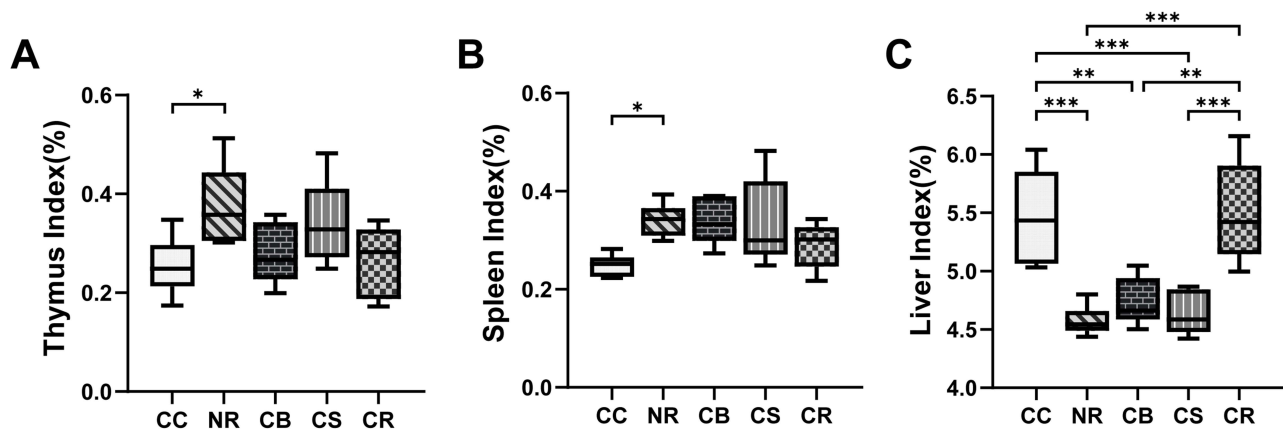 A
Thymus Index(%)
0.6
0.4
0.2
0.0
*
CC NR CB CS CR
B
Spleen Index(%)
0.6
0.4
0.2
0.0
*
CC NR CB CS CR
C
Liver Index(%)
6.5
6.0
5.5
5.0
4.5
4.0
***
***
** **
*** ***
CC NR CB CS CR